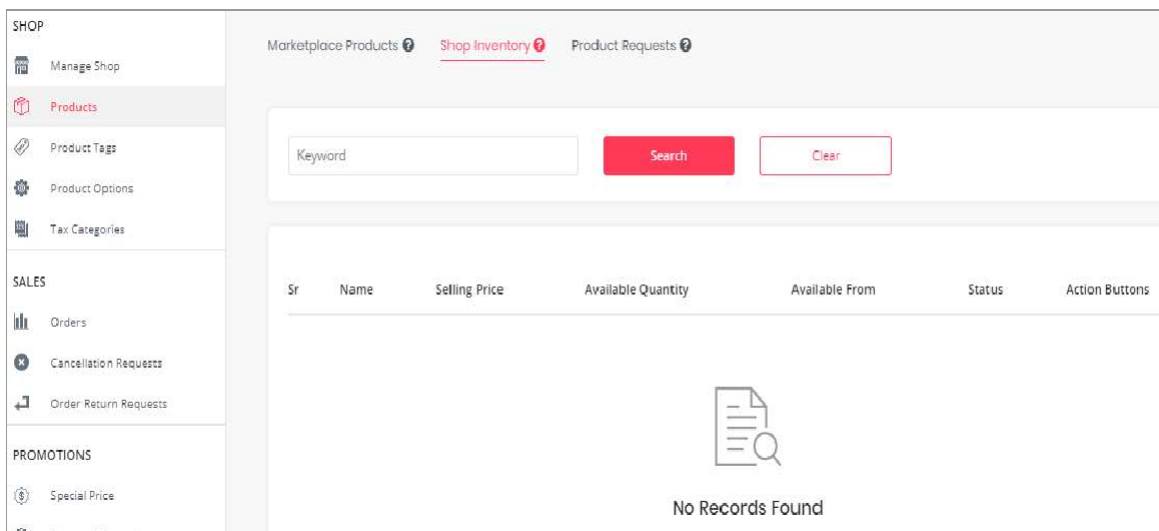 SHOP
Manage Shop
Products
Product Tags
Product Options
Tax Categories
SALES
Orders
Cancellation Requests
Order Return Requests
PROMOTIONS
Special Price
Marketplace Products ? Shop Inventory ? Product Requests ?
Keyword Search Clear
Sr Name Selling Price Available Quantity Available From Status Action Buttons
No Records Found